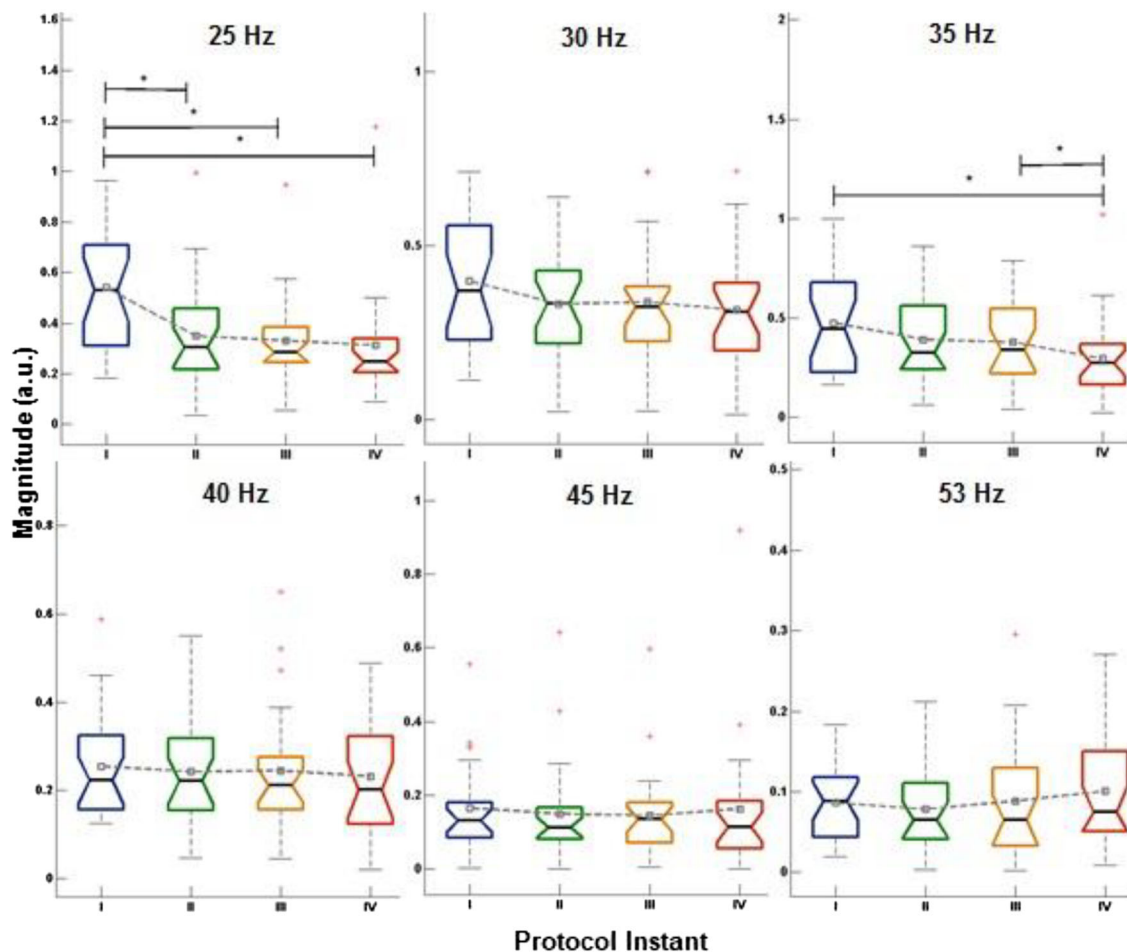 25 Hz
30 Hz
35 Hz
1.6
1.4
1.2
1
0.8
0.6
0.4
0.2
0
I II III IV
1
0.5
0
I II III IV
2
1.5
1
0.5
0
I II III IV
Magnitude (a.u.)
40 Hz
45 Hz
53 Hz
0.8
0.6
0.4
0.2
0
I II III IV
1
0.8
0.6
0.4
0.2
0
I II III IV
0.5
0.4
0.3
0.2
0.1
0
I II III IV
Protocol Instant